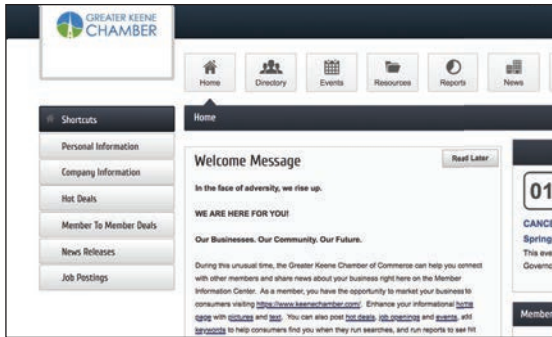 GREATER KEENE
CHAMBER
Home
Directory
Events
Resources
Reports
News
Shortcuts
Personal Information
Company Information
Hot Deals
Member To Member Deals
News Releases
Job Postings
Home
Welcome Message
Read Later
In the face of adversity, we rise up.
WE ARE HERE FOR YOU!
Our Businesses. Our Community. Our Future.
During this unusual time, the Greater Keene Chamber of Commerce can help you connect
with other members and share news about your business right here on the Member
Information Center. As a member, you have the opportunity to market your business to
consumers visiting https://www.keenechamber.com/. Enhance your informational home
page with pictures and text. You can also post hot deals, job openings and events, add
keywords to help consumers find you when they run searches, and run reports to see hit
01
CANCE
Spring
This eve
Governo
Member